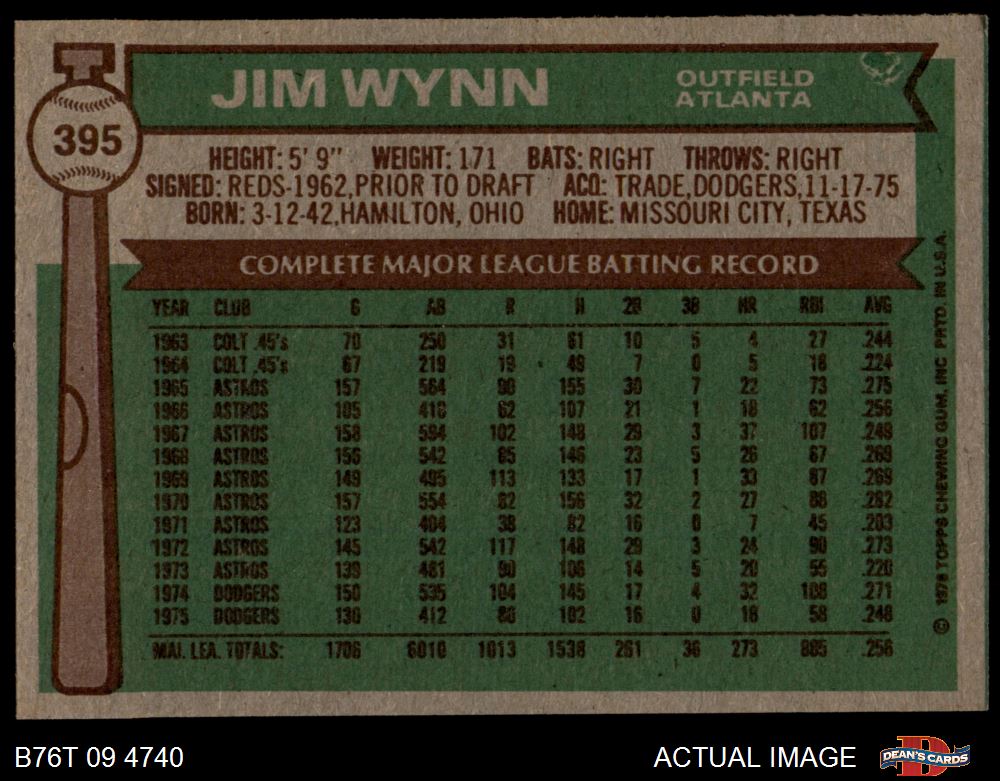 395
JIM WYNN
OUTFIELD
ATLANTA
HEIGHT: 5' 9" WEIGHT: 171 BATS: RIGHT THROWS: RIGHT
SIGNED: REDS-1962, PRIOR TO DRAFT ACQ: TRADE, DODGERS, 11-17-75
BORN: 3-12-42, HAMILTON, OHIO HOME: MISSOURI CITY, TEXAS
COMPLETE MAJOR LEAGUE BATTING RECORD
YEAR CLUB G AB R H 2B 3B HR RBI AVG
1963 COLT .45's 70 250 31 61 10 5 4 27 .244
1964 COLT .45's 67 219 19 49 7 0 5 18 .224
1965 ASTROS 157 564 90 155 30 7 22 73 .275
1966 ASTROS 105 418 62 107 21 1 18 62 .256
1967 ASTROS 158 594 102 148 29 3 37 107 .249
1968 ASTROS 156 542 85 146 23 5 26 67 .269
1969 ASTROS 149 495 113 133 17 1 33 87 .269
1970 ASTROS 157 554 82 156 32 2 27 88 .282
1971 ASTROS 123 404 38 82 16 0 7 45 .203
1972 ASTROS 145 542 117 148 29 3 24 90 .273
1973 ASTROS 139 481 90 106 14 5 20 55 .220
1974 DODGERS 150 535 104 145 17 4 32 108 .271
1975 DODGERS 130 412 80 102 16 0 18 58 .248
MAJ. LEA. TOTALS: 1706 6010 1013 1538 261 36 273 885 .256
© 1976 TOPPS CHEWING GUM, INC. PRTD. IN U.S.A.
B76T 09 4740
ACTUAL IMAGE
DEAN'S CARDS